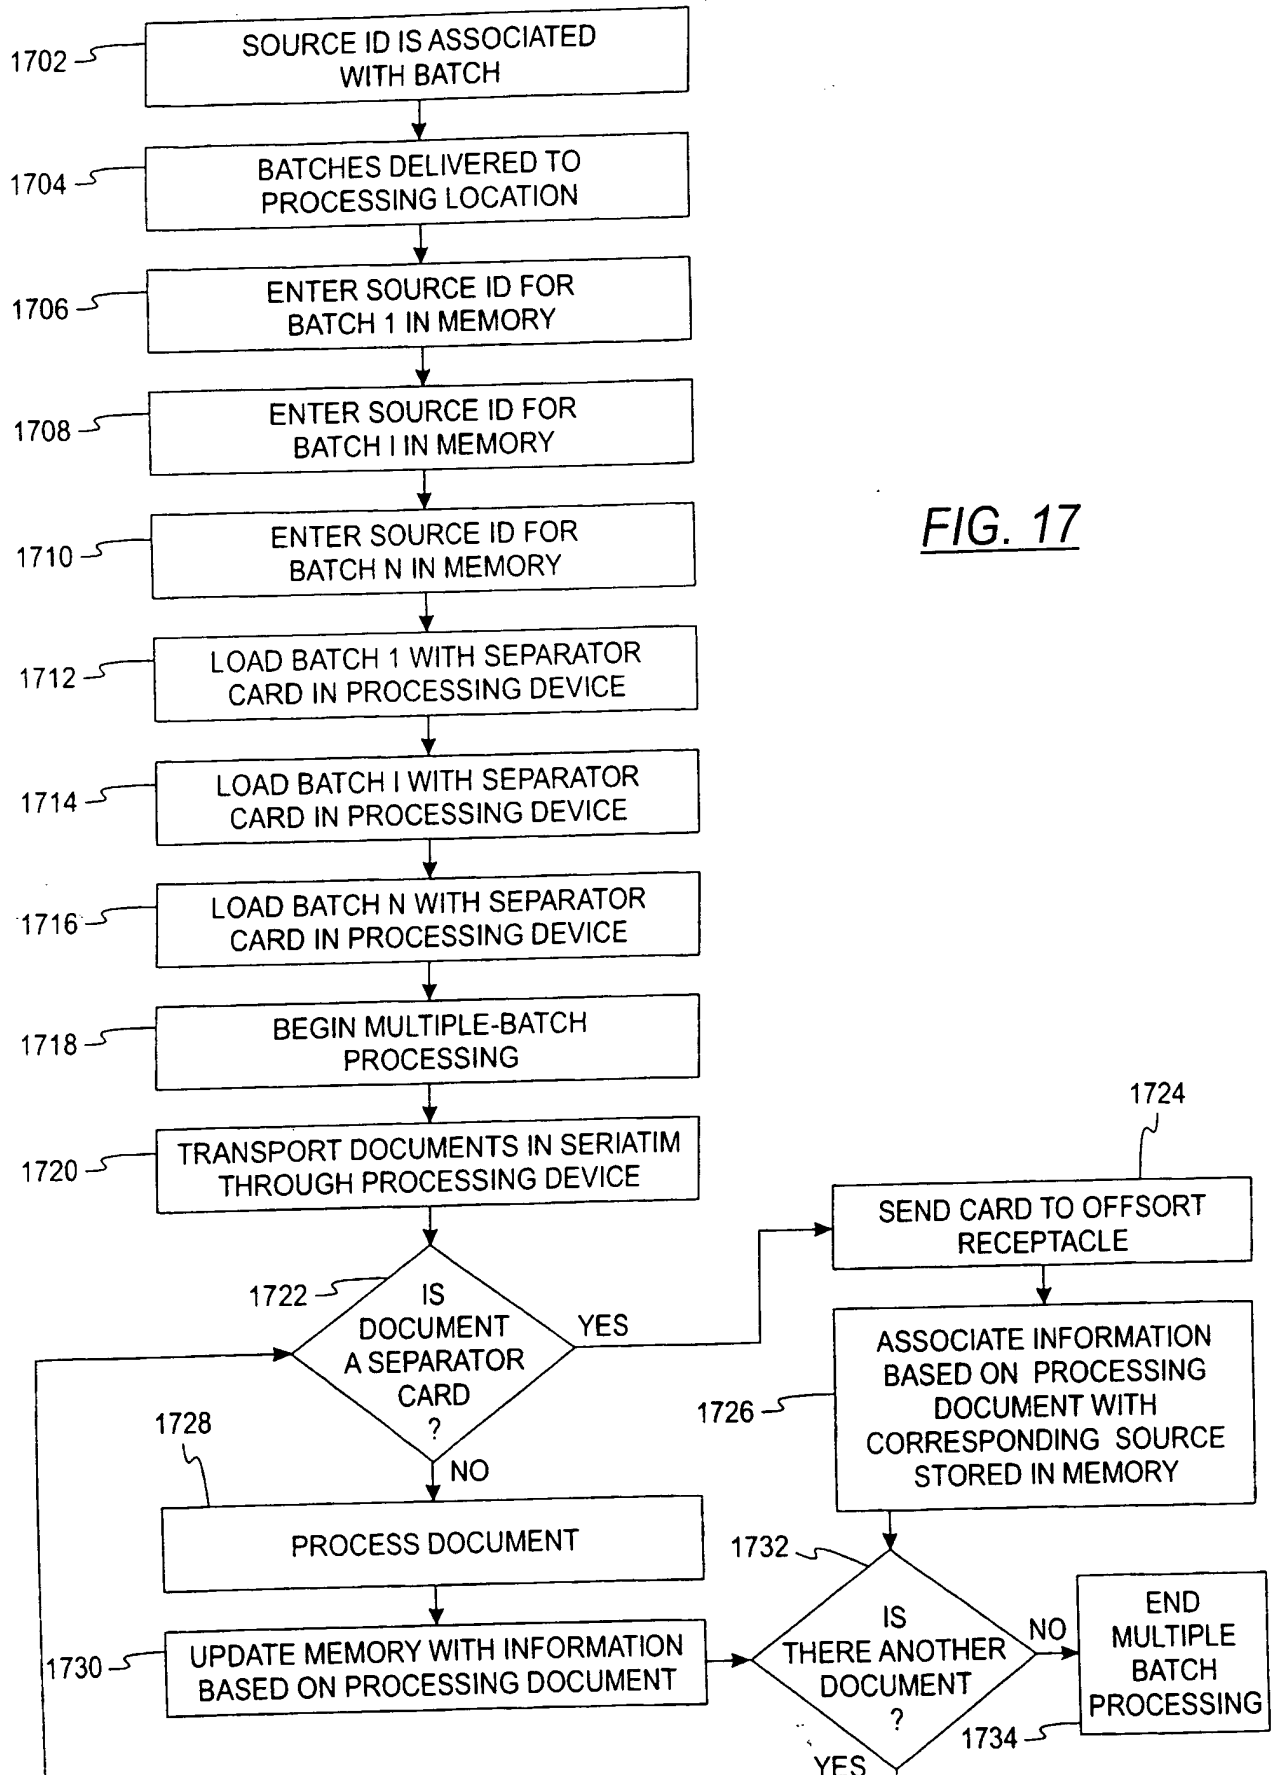 1702
SOURCE ID IS ASSOCIATED
WITH BATCH
1704
BATCHES DELIVERED TO
PROCESSING LOCATION
1706
ENTER SOURCE ID FOR
BATCH 1 IN MEMORY
1708
ENTER SOURCE ID FOR
BATCH I IN MEMORY
1710
ENTER SOURCE ID FOR
BATCH N IN MEMORY
FIG. 17
1712
LOAD BATCH 1 WITH SEPARATOR
CARD IN PROCESSING DEVICE
1714
LOAD BATCH I WITH SEPARATOR
CARD IN PROCESSING DEVICE
1716
LOAD BATCH N WITH SEPARATOR
CARD IN PROCESSING DEVICE
1718
BEGIN MULTIPLE-BATCH
PROCESSING
1720
TRANSPORT DOCUMENTS IN SERIATIM
THROUGH PROCESSING DEVICE
1722
IS
DOCUMENT
A SEPARATOR
CARD
?
YES
NO
1724
SEND CARD TO OFFSORT
RECEPTACLE
1726
ASSOCIATE INFORMATION
BASED ON PROCESSING
DOCUMENT WITH
CORRESPONDING SOURCE
STORED IN MEMORY
1728
PROCESS DOCUMENT
1730
UPDATE MEMORY WITH INFORMATION
BASED ON PROCESSING DOCUMENT
1732
IS
THERE ANOTHER
DOCUMENT
?
NO
YES
1734
END
MULTIPLE
BATCH
PROCESSING